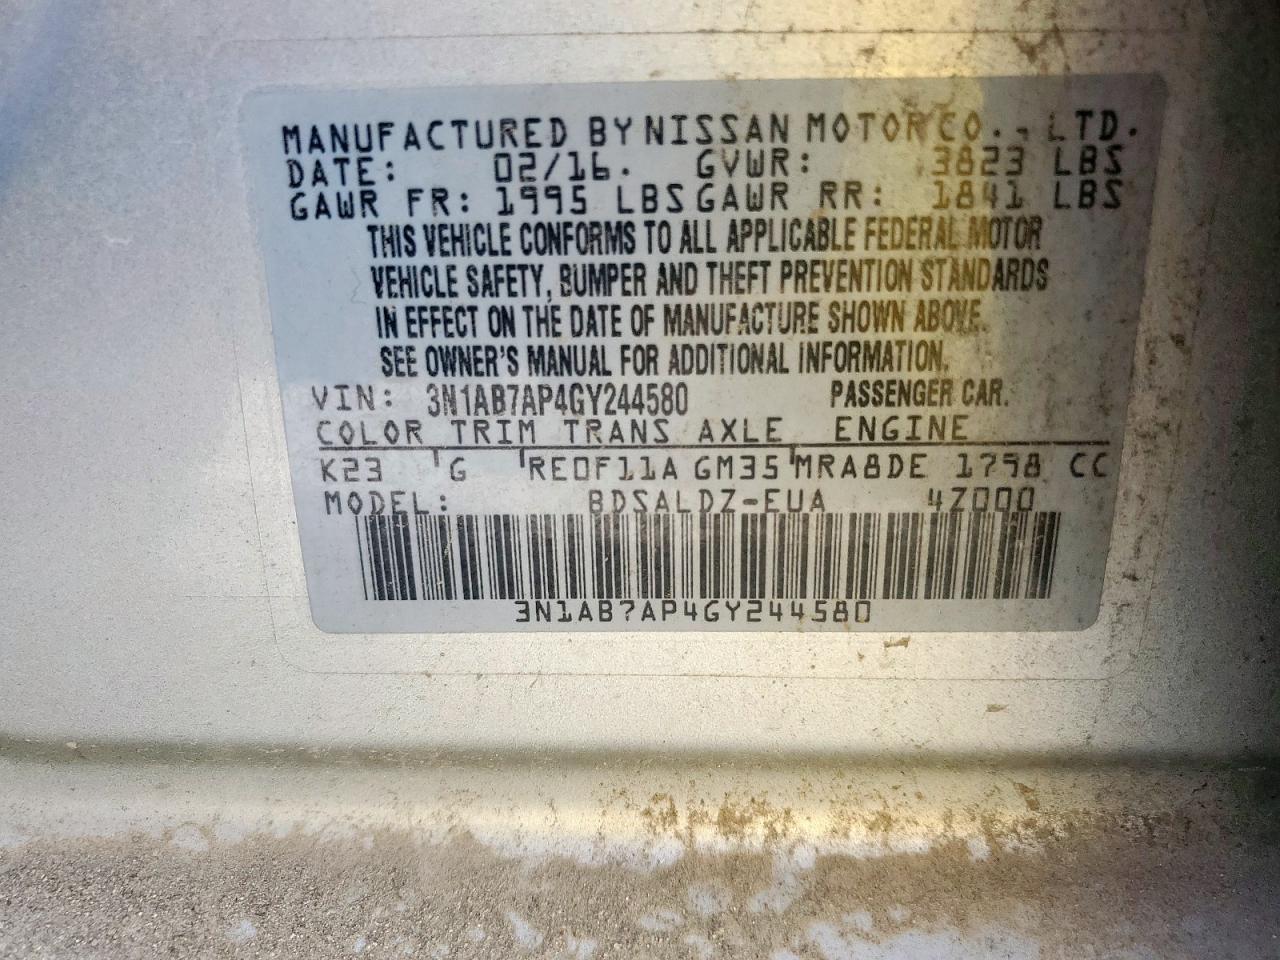 MANUFACTURED BY NISSAN MOTOR CO., LTD.
DATE: 02/16. GVWR: 3823 LBS
GAWR FR: 1995 LBS GAWR RR: 1841 LBS
THIS VEHICLE CONFORMS TO ALL APPLICABLE FEDERAL MOTOR
VEHICLE SAFETY, BUMPER AND THEFT PREVENTION STANDARDS
IN EFFECT ON THE DATE OF MANUFACTURE SHOWN ABOVE.
SEE OWNER'S MANUAL FOR ADDITIONAL INFORMATION.
VIN: 3N1AB7AP4GY244580 PASSENGER CAR.
COLOR TRIM TRANS AXLE ENGINE
K23 G RE0F11A GM35 MRA8DE 1798 CC
MODEL: BDSALDZ-EUA 4Z000
3N1AB7AP4GY244580